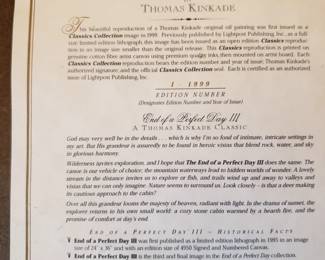 BY
THOMAS KINKADE
This beautiful reproduction of a Thomas Kinkade original oil painting was first issued as a
Classics Collection image in 1999. Previously published by Lightpost Publishing, Inc., as a full
size limited edition lithograph, this image has been issued as an open edition Classics reproduc-
tion in an image size smaller than the original release. This Classics reproduction is printed on
genuine cotton fibre artist canvas using premium quality inks, then mounted on artist board. Each
Classics Collection reproduction bears the edition number and year of issue, Thomas Kinkade's
authorized signature, and the official Classics Collection seal. Each is certified as an authorized
image of Lightpost Publishing, Inc.
1 - 1999
EDITION NUMBER
(Designates Edition Number and Year of Issue)
End of a Perfect Day III
A THOMAS KINKADE CLASSIC
God may very well be in the details . . . which is why I'm so fond of intimate, intricate settings in
my art. But His grandeur is assuredly to be found in heroic vistas that blend rock, water, and sky
in glorious harmony.
Wilderness invites exploration, and I hope that The End of a Perfect Day III does the same. The
canoe is our vehicle of choice; the mountain waterways lead to hidden worlds of wonder. A lovely
stream in the distance invites us to explore or fish, and trails wind up and away to valleys and
vistas that we can only imagine. Nature seems to surround us. Look closely – is that a deer making
its cautious approach to our cabin?
Over all this grandeur looms the majesty of heaven, radiant with light. In the drama of sunset, the
explorer returns to his own small world: a cozy stone cabin warmed by a hearth fire, and the
promise of comfort at day's end.
END OF A PERFECT DAY III – HISTORICAL FACTS
End of a Perfect Day III was first published as a limited edition lithograph in 1995 in an image
size of 24" x 36" and with an edition size of 4950 Signed and Numbered Canvas.
End of a Perfect Day III is the third and final image in the End of a Perfect Day collection.